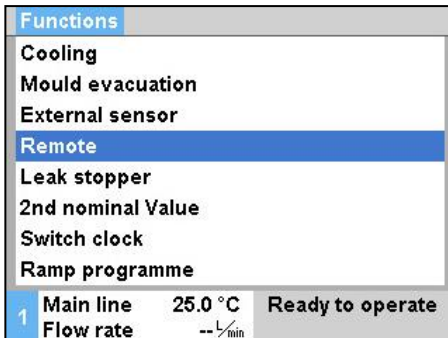 Functions
Cooling
Mould evacuation
External sensor
Remote
Leak stopper
2nd nominal Value
Switch clock
Ramp programme
1 Main line 25.0 °C Ready to operate
Flow rate -- L/min